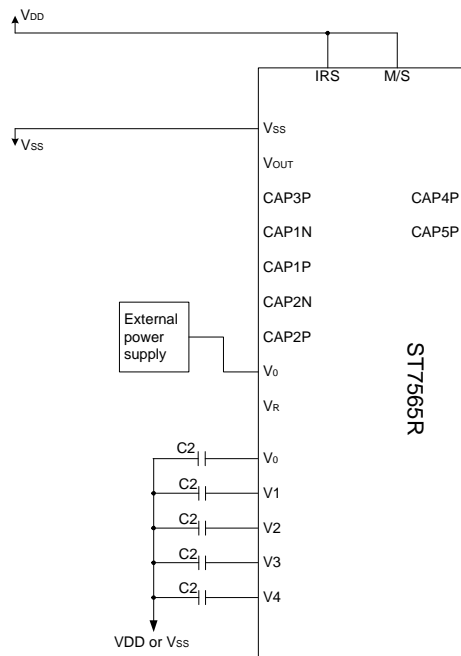 VDD
IRS M/S
VSS
VSS
VOUT
CAP3P CAP4P
CAP1N CAP5P
CAP1P
CAP2N
External
power
supply
CAP2P
V0
ST7565R
VR
C2 V0
C2 V1
C2 V2
C2 V3
C2 V4
VDD or VSS